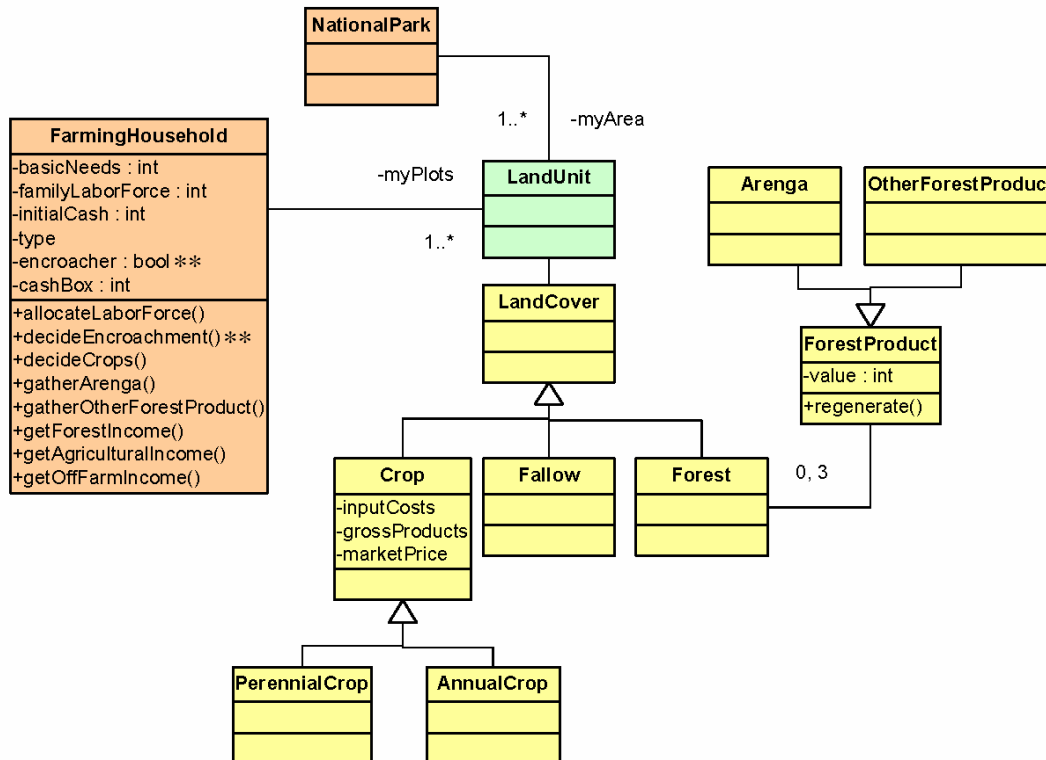 NationalPark
1..*
-myArea
FarmingHousehold
-basicNeeds : int
-familyLaborForce : int
-initialCash : int
-type
-encroacher : bool**
-cashBox : int
+allocateLaborForce()
+decideEncroachment()**
+decideCrops()
+gatherArenga()
+gatherOtherForestProduct()
+getForestIncome()
+getAgriculturalIncome()
+getOffFarmIncome()
-myPlots
1..*
LandUnit
LandCover
Arenga
OtherForestProduct
ForestProduct
-value : int
+regenerate()
0, 3
Crop
-inputCosts
-grossProducts
-marketPrice
Fallow
Forest
PerennialCrop
AnnualCrop